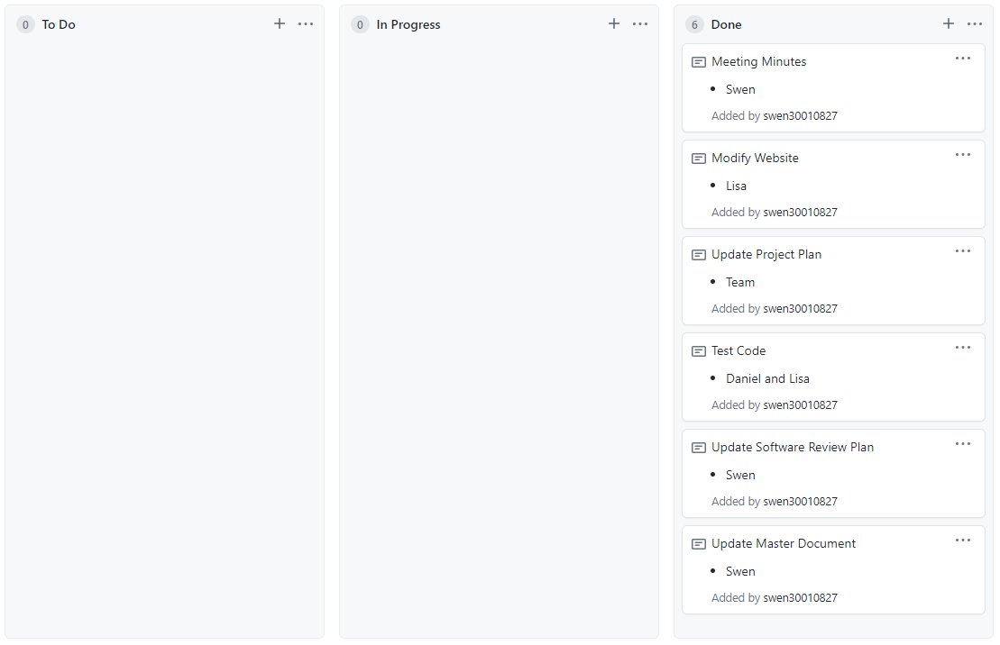 0 To Do
0 In Progress
6 Done
Meeting Minutes
• Swen
Added by swen30010827
Modify Website
• Lisa
Added by swen30010827
Update Project Plan
• Team
Added by swen30010827
Test Code
• Daniel and Lisa
Added by swen30010827
Update Software Review Plan
• Swen
Added by swen30010827
Update Master Document
• Swen
Added by swen30010827